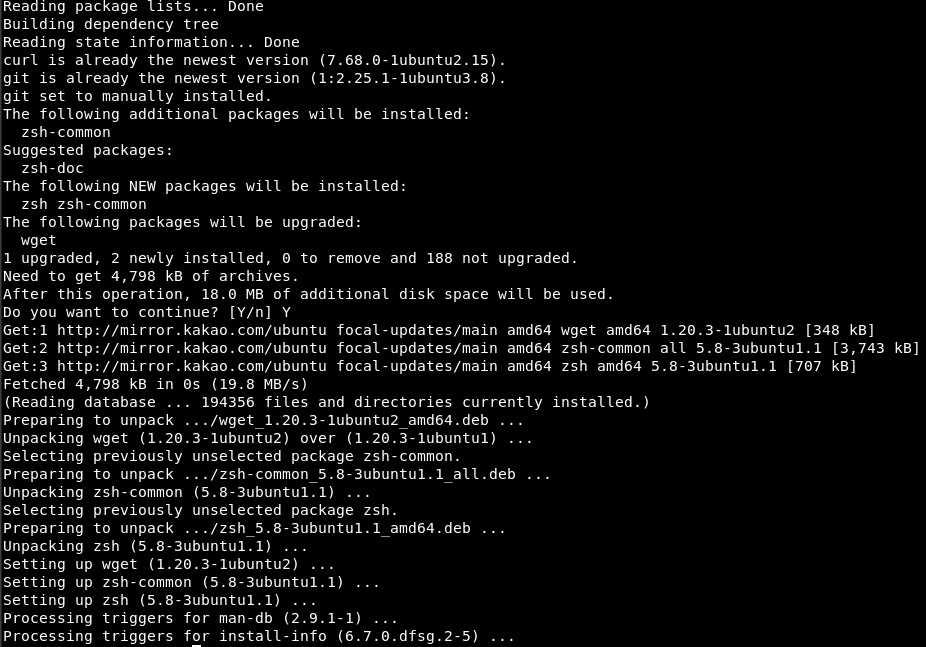 Reading package lists... Done
Building dependency tree
Reading state information... Done
curl is already the newest version (7.68.0-1ubuntu2.15).
git is already the newest version (1:2.25.1-1ubuntu3.8).
git set to manually installed.
The following additional packages will be installed:
  zsh-common
Suggested packages:
  zsh-doc
The following NEW packages will be installed:
  zsh zsh-common
The following packages will be upgraded:
  wget
1 upgraded, 2 newly installed, 0 to remove and 188 not upgraded.
Need to get 4,798 kB of archives.
After this operation, 18.0 MB of additional disk space will be used.
Do you want to continue? [Y/n] Y
Get:1 http://mirror.kakao.com/ubuntu focal-updates/main amd64 wget amd64 1.20.3-1ubuntu2 [348 kB]
Get:2 http://mirror.kakao.com/ubuntu focal-updates/main amd64 zsh-common all 5.8-3ubuntu1.1 [3,743 kB]
Get:3 http://mirror.kakao.com/ubuntu focal-updates/main amd64 zsh amd64 5.8-3ubuntu1.1 [707 kB]
Fetched 4,798 kB in 0s (19.8 MB/s)
(Reading database ... 194356 files and directories currently installed.)
Preparing to unpack .../wget_1.20.3-1ubuntu2_amd64.deb ...
Unpacking wget (1.20.3-1ubuntu2) over (1.20.3-1ubuntu1) ...
Selecting previously unselected package zsh-common.
Preparing to unpack .../zsh-common_5.8-3ubuntu1.1_all.deb ...
Unpacking zsh-common (5.8-3ubuntu1.1) ...
Selecting previously unselected package zsh.
Preparing to unpack .../zsh_5.8-3ubuntu1.1_amd64.deb ...
Unpacking zsh (5.8-3ubuntu1.1) ...
Setting up wget (1.20.3-1ubuntu2) ...
Setting up zsh-common (5.8-3ubuntu1.1) ...
Setting up zsh (5.8-3ubuntu1.1) ...
Processing triggers for man-db (2.9.1-1) ...
Processing triggers for install-info (6.7.0.dfsg.2-5) ...